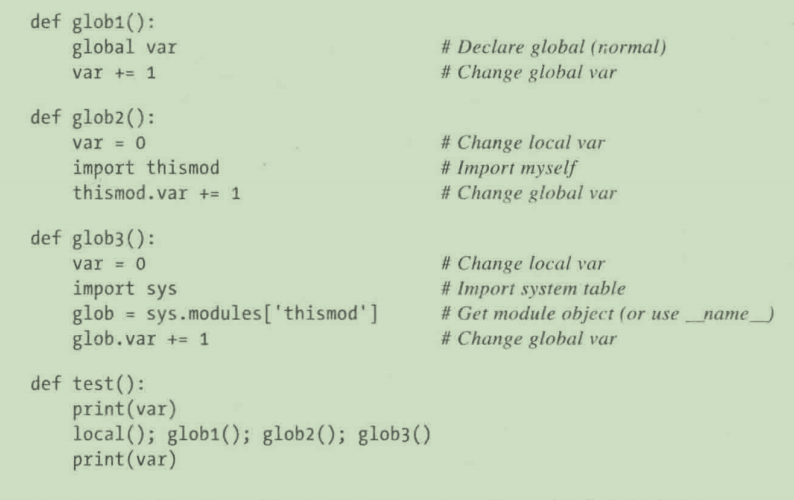 def glob1():
    global var                              # Declare global (normal)
    var += 1                                # Change global var
def glob2():
    var = 0                                 # Change local var
    import thismod                          # Import myself
    thismod.var += 1                        # Change global var
def glob3():
    var = 0                                 # Change local var
    import sys                              # Import system table
    glob = sys.modules['thismod']           # Get module object (or use __name__)
    glob.var += 1                           # Change global var
def test():
    print(var)
    local(); glob1(); glob2(); glob3()
    print(var)